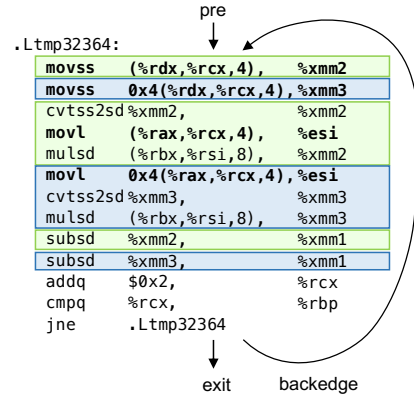 pre
.Ltmp32364:
movss (%rdx,%rcx,4), %xmm2
movss 0x4(%rdx,%rcx,4),%xmm3
cvtss2sd %xmm2, %xmm2
movl (%rax,%rcx,4), %esi
mulsd (%rbx,%rsi,8), %xmm2
movl 0x4(%rax,%rcx,4),%esi
cvtss2sd %xmm3, %xmm3
mulsd (%rbx,%rsi,8), %xmm3
subsd %xmm2, %xmm1
subsd %xmm3, %xmm1
addq $0x2, %rcx
cmpq %rcx, %rbp
jne .Ltmp32364
exit backedge